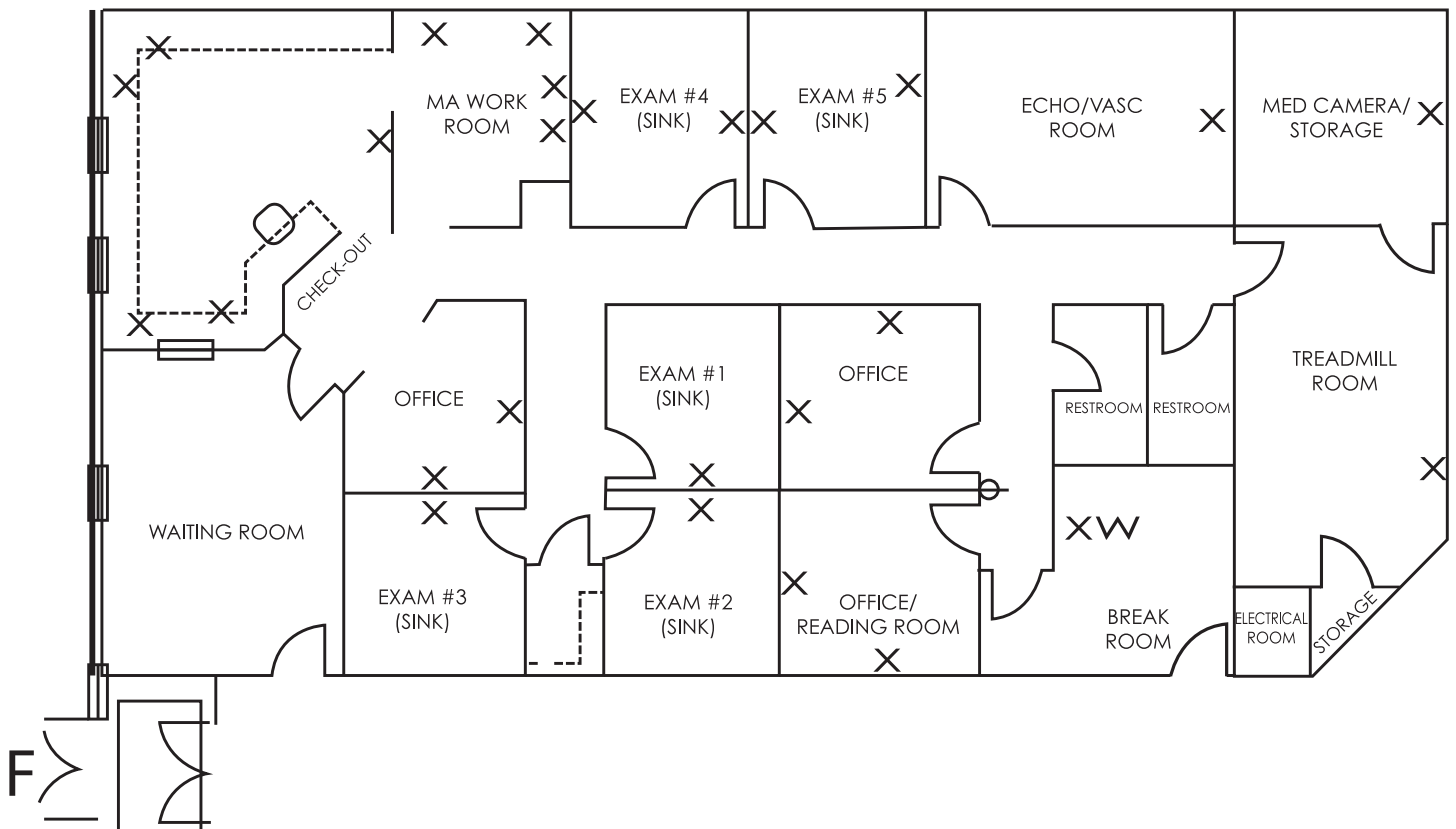 MA WORK
ROOM
EXAM #4
(SINK)
EXAM #5
(SINK)
ECHO/VASC
ROOM
MED CAMERA/
STORAGE
CHECK-OUT
OFFICE
EXAM #1
(SINK)
OFFICE
RESTROOM
RESTROOM
TREADMILL
ROOM
WAITING ROOM
EXAM #3
(SINK)
EXAM #2
(SINK)
OFFICE/
READING ROOM
XW
BREAK
ROOM
ELECTRICAL
ROOM
STORAGE
F